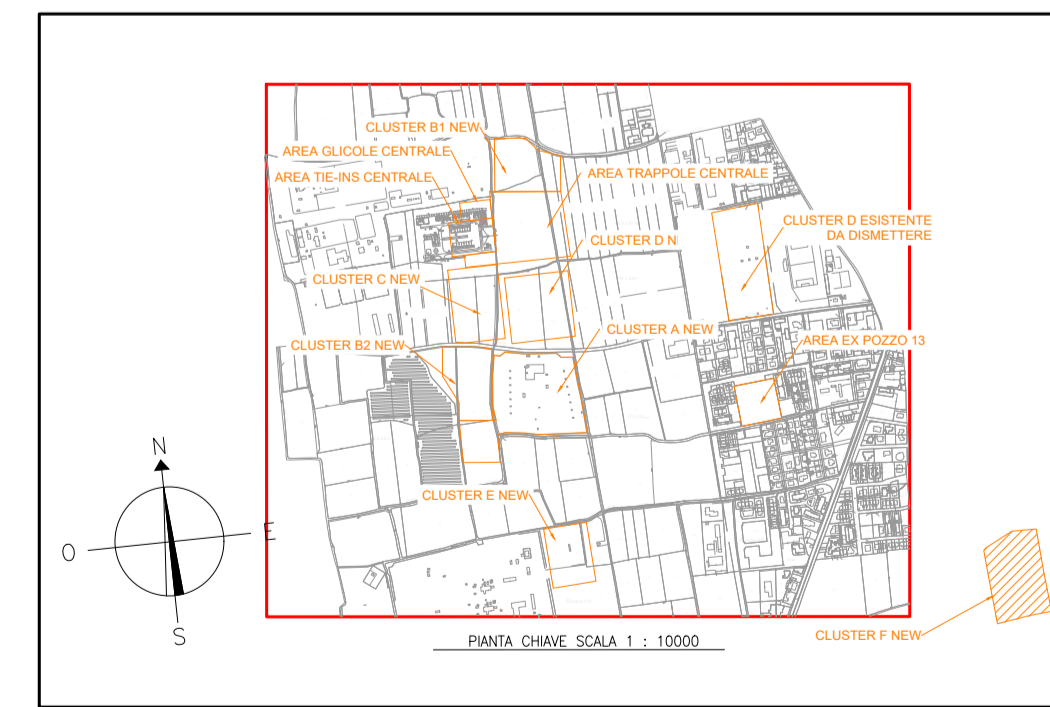 CLUSTER B1 NEW
AREA GLICOLE CENTRALE
AREA TIE-INS CENTRALE
AREA TRAPPOLE CENTRALE
CLUSTER D ESISTENTE
DA DISMETTERE
CLUSTER D N
CLUSTER C NEW
CLUSTER A NEW
CLUSTER B2 NEW
AREA EX POZZO 13
CLUSTER E NEW
N
O
E
S
PIANTA CHIAVE SCALA 1 : 10000
CLUSTER F NEW